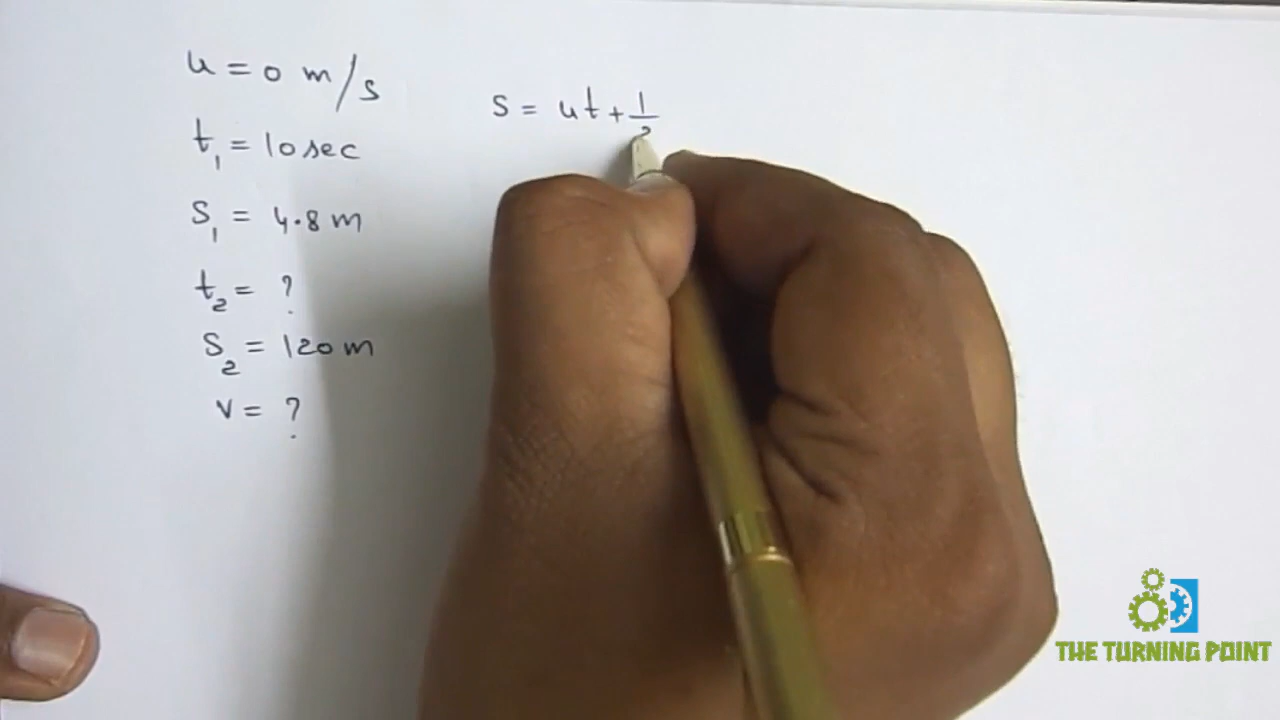 u = 0 m/s
t₁ = 10 sec
S₁ = 4.8 m
t₂ = ?
S₂ = 120 m
v = ?
S = ut + 1/2
THE TURNING POINT